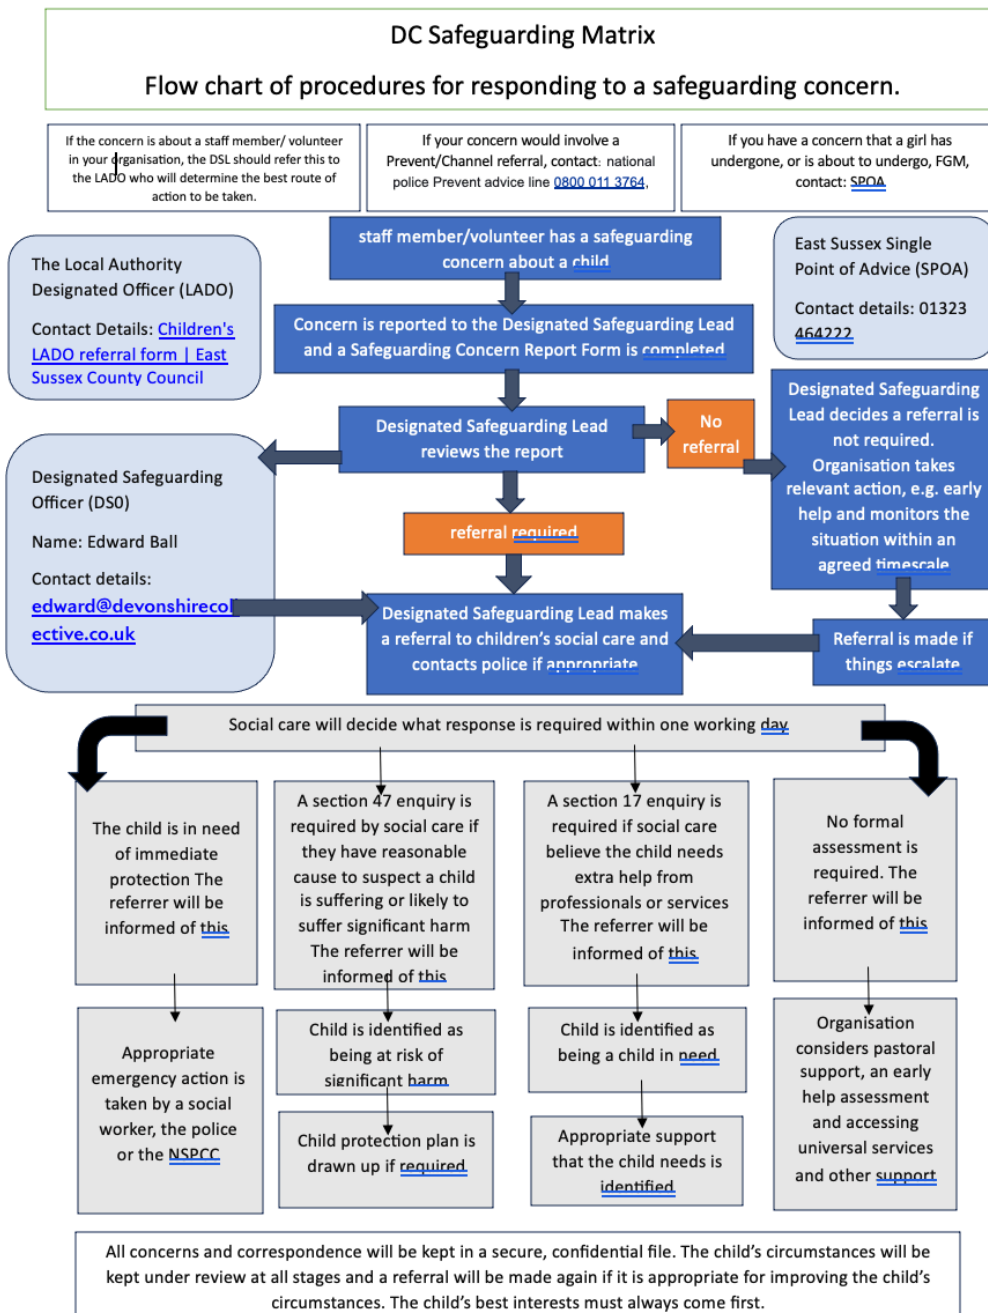 DC Safeguarding Matrix
Flow chart of procedures for responding to a safeguarding concern.
If the concern is about a staff member/ volunteer
in your organisation, the DSL should refer this to
the LADO who will determine the best route of
action to be taken.
If your concern would involve a
Prevent/Channel referral, contact: national
police Prevent advice line 0800 011 3764,
If you have a concern that a girl has
undergone, or is about to undergo, FGM,
contact: SPOA
staff member/volunteer has a safeguarding
concern about a child
The Local Authority
Designated Officer (LADO)
Contact Details: Children's
LADO referral form | East
Sussex County Council
East Sussex Single
Point of Advice (SPOA)
Contact details: 01323
464222
Concern is reported to the Designated Safeguarding Lead
and a Safeguarding Concern Report Form is completed
Designated Safeguarding Lead
reviews the report
No
referral
Designated Safeguarding
Lead decides a referral is
not required.
Organisation takes
relevant action, e.g. early
help and monitors the
situation within an
agreed timescale
Designated Safeguarding
Officer (DS0)
Name: Edward Ball
Contact details:
edward@devonshirecoll
ective.co.uk
referral required
Designated Safeguarding Lead makes
a referral to children's social care and
contacts police if appropriate
Referral is made if
things escalate
Social care will decide what response is required within one working day
The child is in need
of immediate
protection The
referrer will be
informed of this
A section 47 enquiry is
required by social care if
they have reasonable
cause to suspect a child
is suffering or likely to
suffer significant harm
The referrer will be
informed of this
A section 17 enquiry is
required if social care
believe the child needs
extra help from
professionals or services
The referrer will be
informed of this
No formal
assessment is
required. The
referrer will be
informed of this
Appropriate
emergency action is
taken by a social
worker, the police
or the NSPCC
Child is identified as
being at risk of
significant harm
Child protection plan is
drawn up if required
Child is identified as
being a child in need
Appropriate support
that the child needs is
identified
Organisation
considers pastoral
support, an early
help assessment
and accessing
universal services
and other support
All concerns and correspondence will be kept in a secure, confidential file. The child's circumstances will be
kept under review at all stages and a referral will be made again if it is appropriate for improving the child's
circumstances. The child's best interests must always come first.